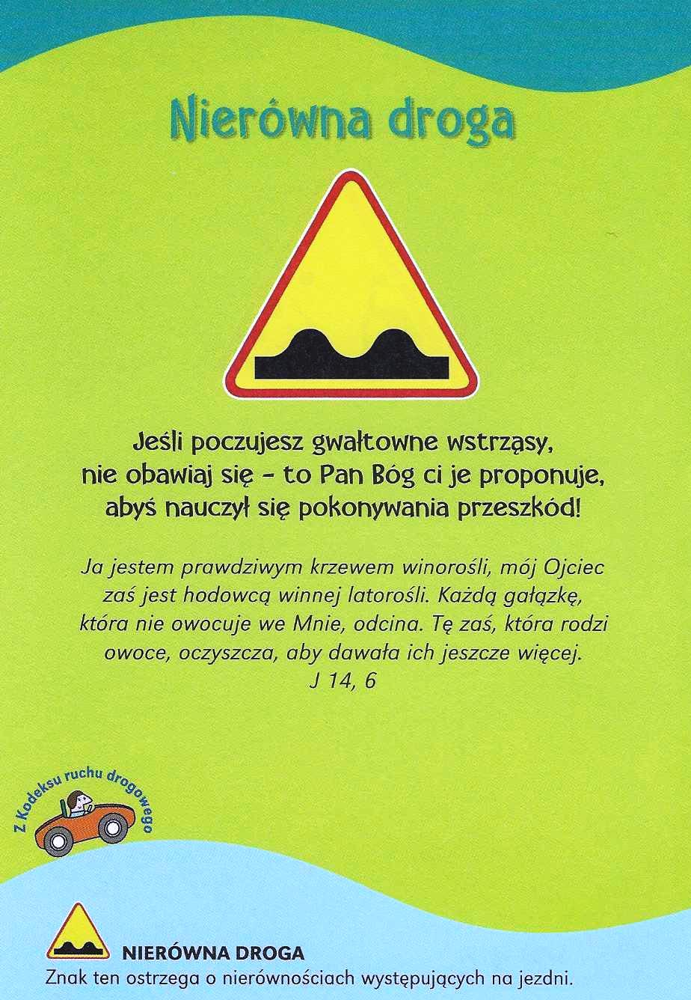 Nierówna droga
Jeśli poczujesz gwałtowne wstrząsy,
nie obawiaj się – to Pan Bóg ci je proponuje,
abyś nauczył się pokonywania przeszkód!
Ja jestem prawdziwym krzewem winorośli, mój Ojciec
zaś jest hodowcą winnej latorośli. Każdą gałązkę,
która nie owocuje we Mnie, odcina. Tę zaś, która rodzi
owoce, oczyszcza, aby dawała ich jeszcze więcej.
J 14, 6
Z Kodeksu ruchu drogowego
NIERÓWNA DROGA
Znak ten ostrzega o nierównościach występujących na jezdni.